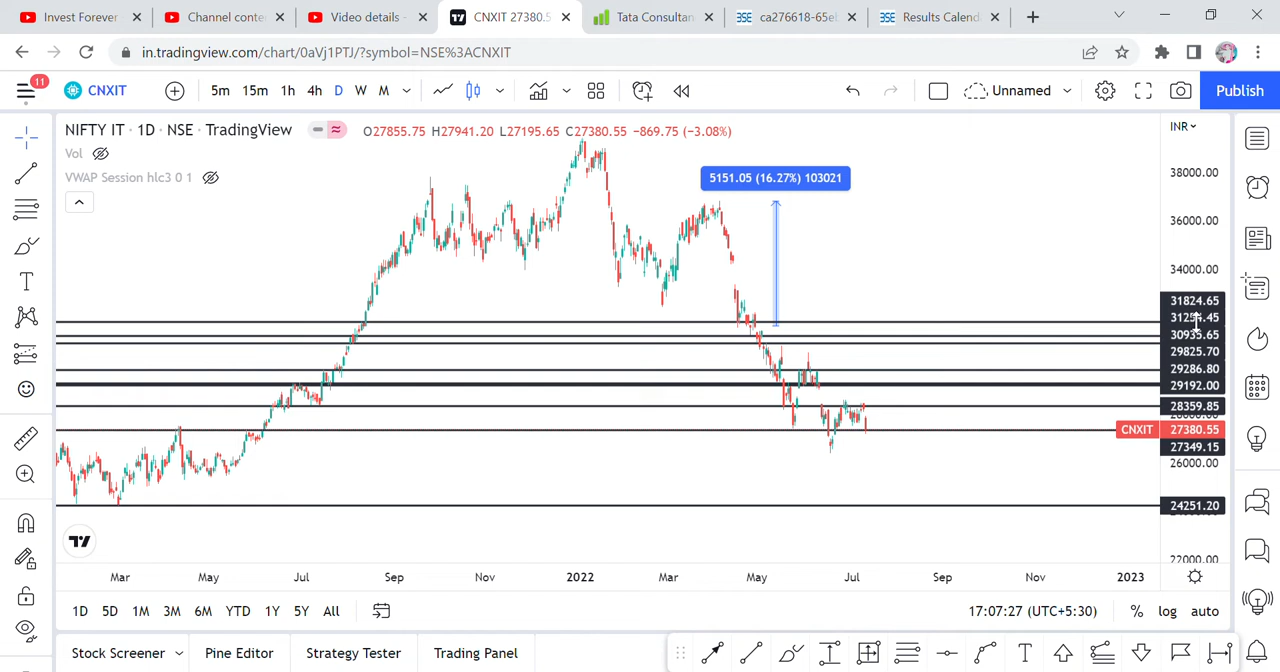 Invest Forever
Channel conte
Video details -
CNXIT 27380.5
Tata Consultan
BSE ca276618-65e
BSE Results Calend
in.tradingview.com/chart/0aVj1PTJ/?symbol=NSE%3ACNXIT
11
CNXIT
5m 15m 1h 4h D W M
Unnamed
Publish
NIFTY IT · 1D · NSE · TradingView
O27855.75 H27941.20 L27195.65 C27380.55 −869.75 (−3.08%)
INR
Vol
VWAP Session hlc3 0 1
5151.05 (16.27%) 103021
38000.00
36000.00
34000.00
31824.65
30935.65
29825.70
29286.80
29192.00
28359.85
CNXIT 27380.55
27349.15
26000.00
24251.20
27000.00
Mar May Jul Sep Nov 2022 Mar May Jul Sep Nov 2023
1D 5D 1M 3M 6M YTD 1Y 5Y All
17:07:27 (UTC+5:30)
% log auto
Stock Screener
Pine Editor
Strategy Tester
Trading Panel